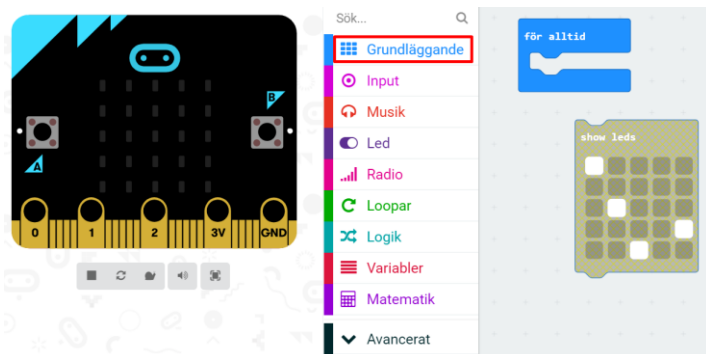 Sök...
Grundläggande
Input
Musik
Led
Radio
Loopar
Logik
Variabler
Matematik
Avancerat
för alltid
show leds
B
A
0 1 2 3V GND